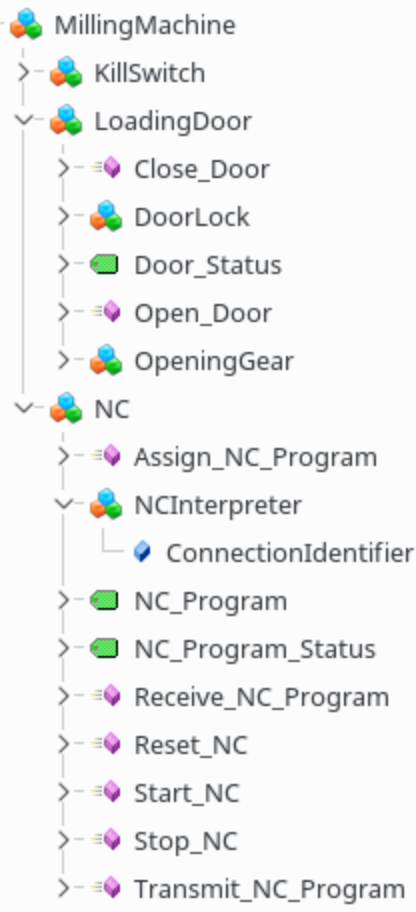 MillingMachine
KillSwitch
LoadingDoor
Close_Door
DoorLock
Door_Status
Open_Door
OpeningGear
NC
Assign_NC_Program
NCInterpreter
ConnectionIdentifier
NC_Program
NC_Program_Status
Receive_NC_Program
Reset_NC
Start_NC
Stop_NC
Transmit_NC_Program